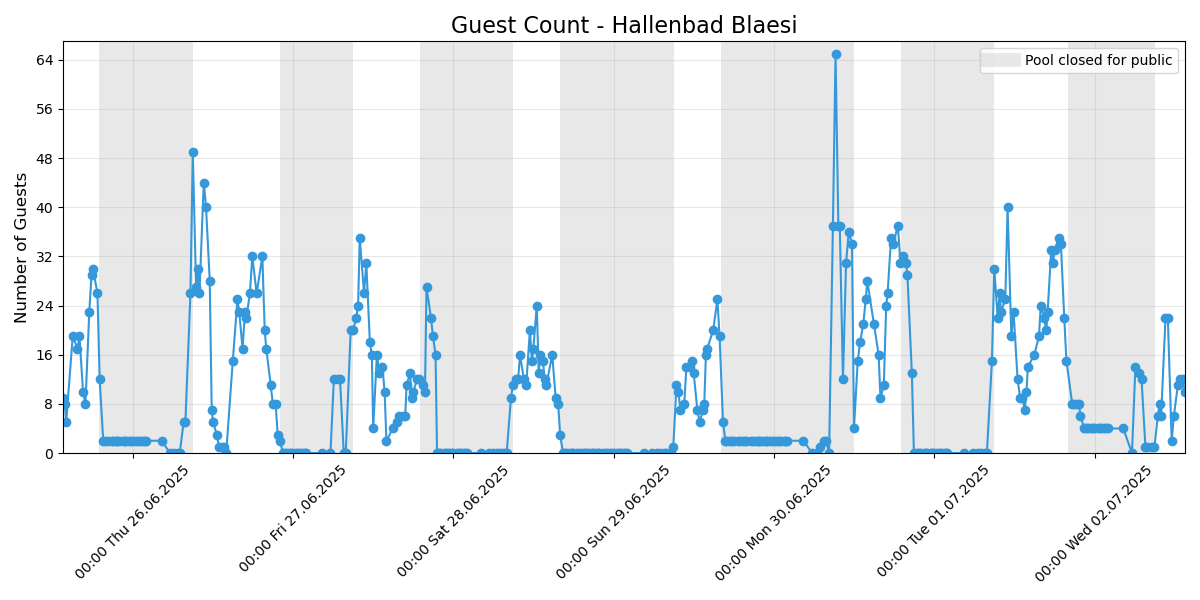 Guest Count - Hallenbad Blaesi
Pool closed for public
Number of Guests
64
56
48
40
32
24
16
8
0
00:00 Thu 26.06.2025
00:00 Fri 27.06.2025
00:00 Sat 28.06.2025
00:00 Sun 29.06.2025
00:00 Mon 30.06.2025
00:00 Tue 01.07.2025
00:00 Wed 02.07.2025